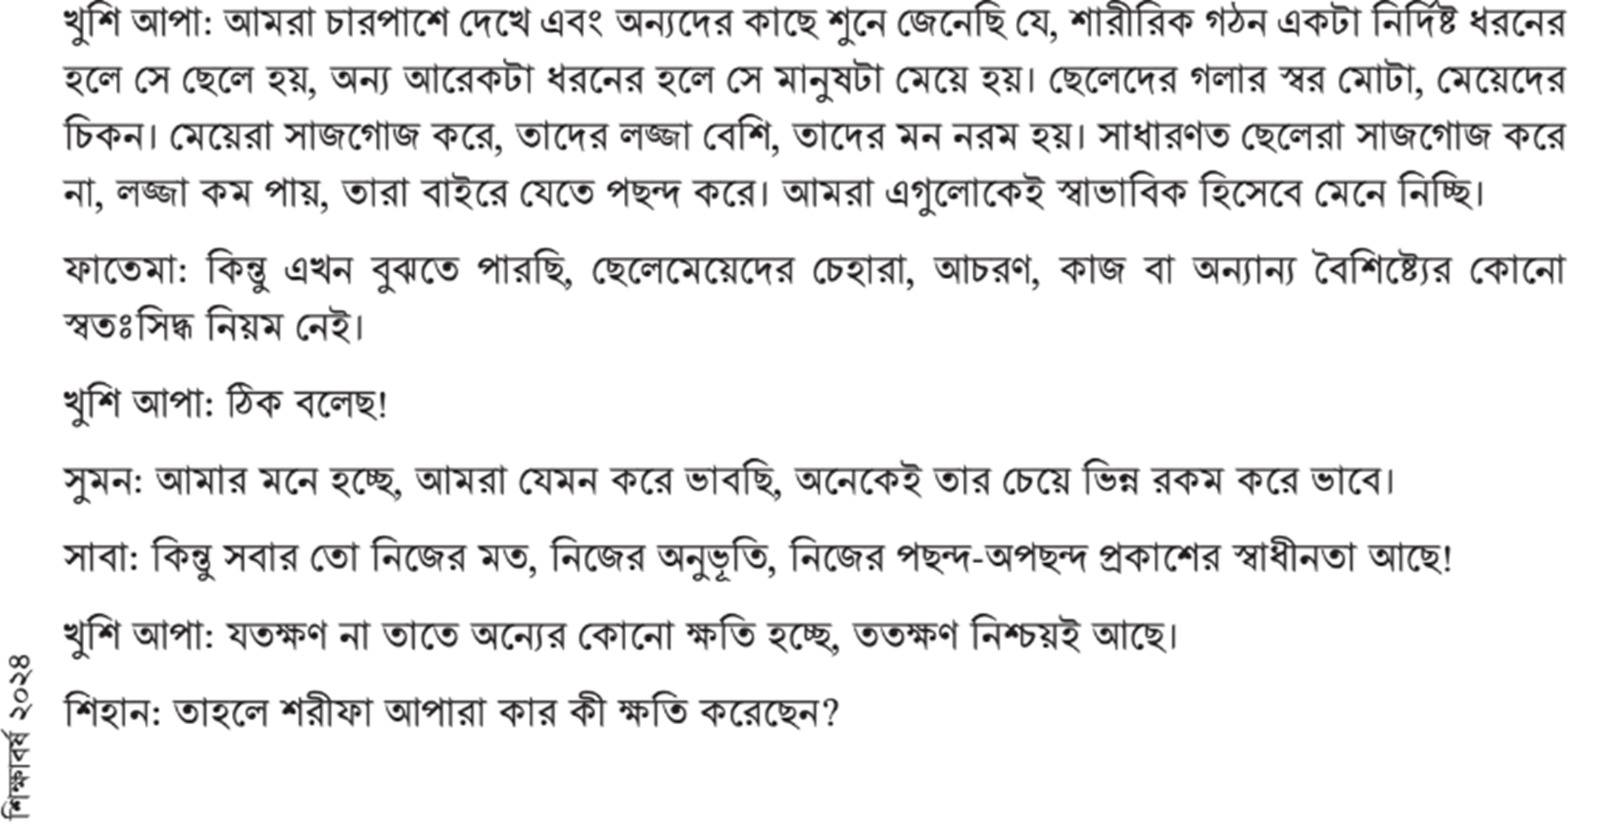 খুশি আপা: আমরা চারপাশে দেখে এবং অন্যদের কাছে শুনে জেনেছি যে, শারীরিক গঠন একটা নির্দিষ্ট ধরনের
হলে সে ছেলে হয়, অন্য আরেকটা ধরনের হলে সে মানুষটা মেয়ে হয়। ছেলেদের গলার স্বর মোটা, মেয়েদের
চিকন। মেয়েরা সাজগোজ করে, তাদের লজ্জা বেশি, তাদের মন নরম হয়। সাধারণত ছেলেরা সাজগোজ করে
না, লজ্জা কম পায়, তারা বাইরে যেতে পছন্দ করে। আমরা এগুলোকেই স্বাভাবিক হিসেবে মেনে নিচ্ছি।
ফাতেমা: কিন্তু এখন বুঝতে পারছি, ছেলেমেয়েদের চেহারা, আচরণ, কাজ বা অন্যান্য বৈশিষ্ট্যের কোনো
স্বতঃসিদ্ধ নিয়ম নেই।
খুশি আপা: ঠিক বলেছ!
সুমন: আমার মনে হচ্ছে, আমরা যেমন করে ভাবছি, অনেকেই তার চেয়ে ভিন্ন রকম করে ভাবে।
সাবা: কিন্তু সবার তো নিজের মত, নিজের অনুভূতি, নিজের পছন্দ-অপছন্দ প্রকাশের স্বাধীনতা আছে!
খুশি আপা: যতক্ষণ না তাতে অন্যের কোনো ক্ষতি হচ্ছে, ততক্ষণ নিশ্চয়ই আছে।
শিহান: তাহলে শরীফা আপারা কার কী ক্ষতি করেছেন?
শিক্ষাবর্ষ ২০২৪